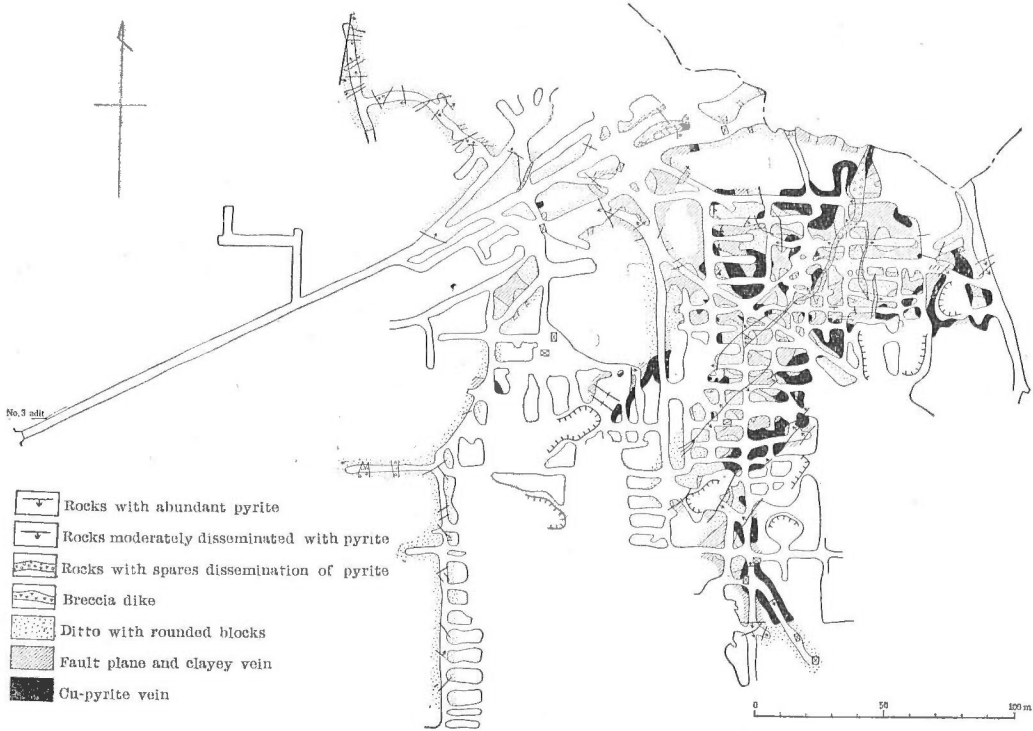 No. 3 adit
Rocks with abundant pyrite
Rocks moderately disseminated with pyrite
Rocks with spares dissemination of pyrite
Breccia dike
Ditto with rounded blocks
Fault plane and clayey vein
Cu-pyrite vein
0 50 100 m